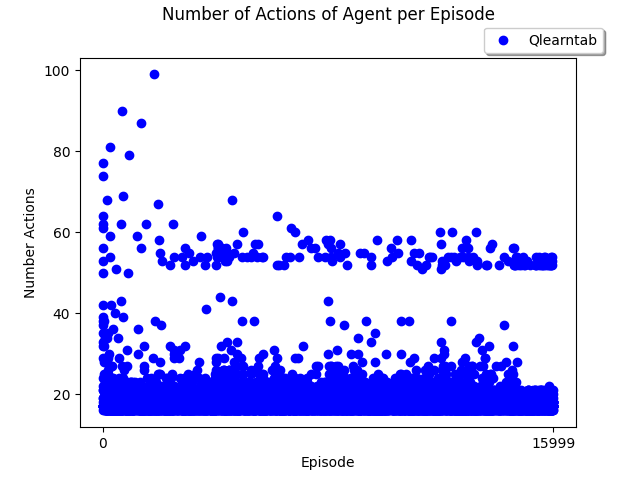 Number of Actions of Agent per Episode
Qlearntab
100
80
60
40
20
Number Actions
0
15999
Episode